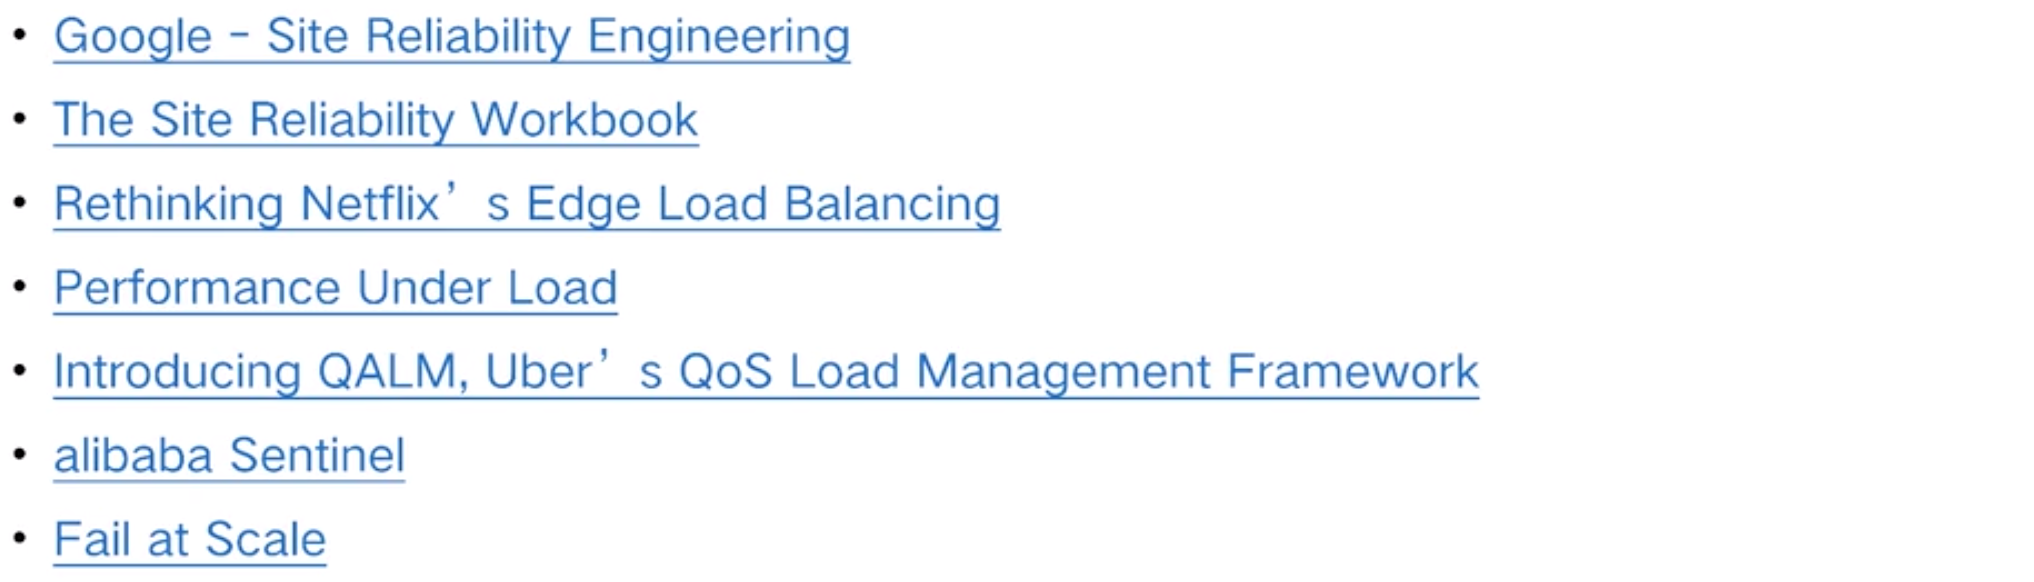 • Google - Site Reliability Engineering
• The Site Reliability Workbook
• Rethinking Netflix’ s Edge Load Balancing
• Performance Under Load
• Introducing QALM, Uber’ s QoS Load Management Framework
• alibaba Sentinel
• Fail at Scale